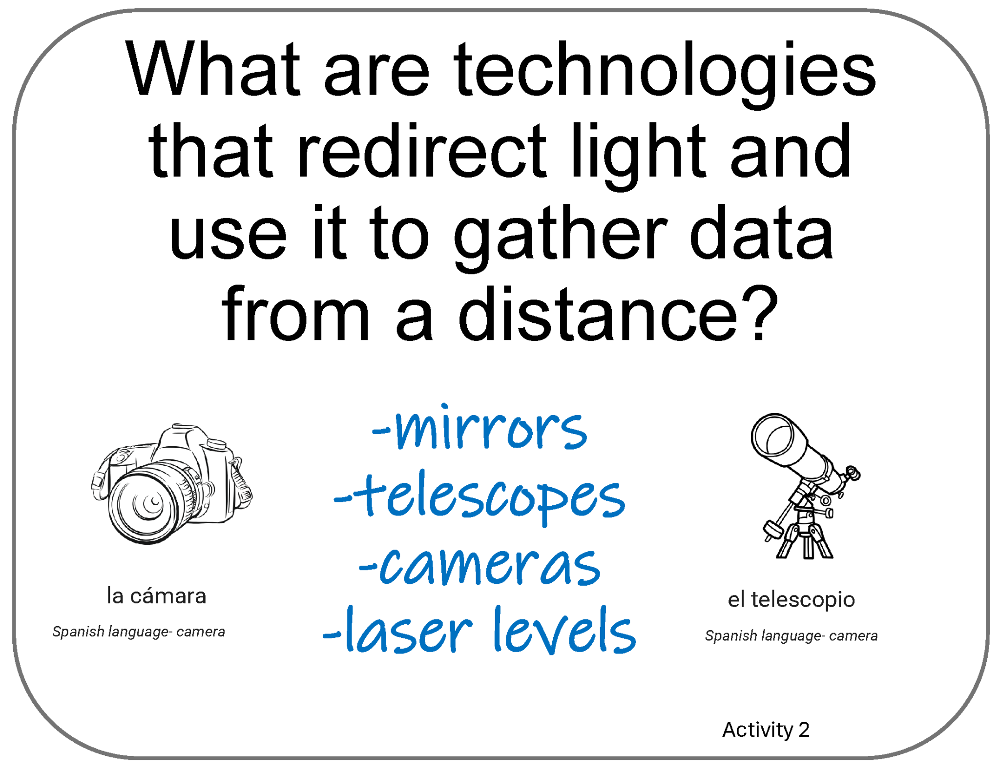 What are technologies
that redirect light and
use it to gather data
from a distance?
-mirrors
-telescopes
-cameras
-laser levels
la cámara
Spanish language- camera
el telescopio
Spanish language- camera
Activity 2